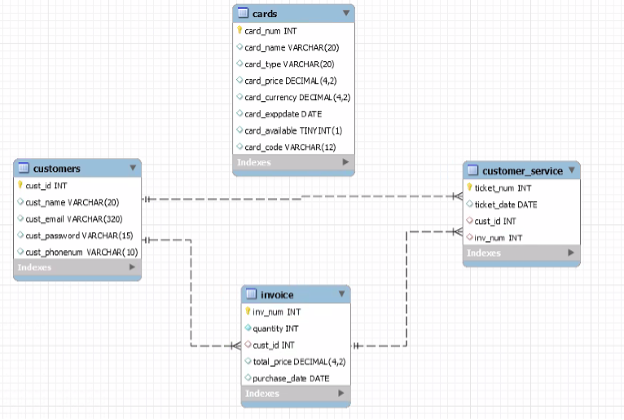 cards
card_num INT
card_name VARCHAR(20)
card_type VARCHAR(20)
card_price DECIMAL(4,2)
card_currency DECIMAL(4,2)
card_exppdate DATE
card_available TINYINT(1)
card_code VARCHAR(12)
Indexes
customers
cust_id INT
cust_name VARCHAR(20)
cust_email VARCHAR(320)
cust_password VARCHAR(15)
cust_phonenum VARCHAR(10)
Indexes
customer_service
ticket_num INT
ticket_date DATE
cust_id INT
inv_num INT
Indexes
invoice
inv_num INT
quantity INT
cust_id INT
total_price DECIMAL(4,2)
purchase_date DATE
Indexes